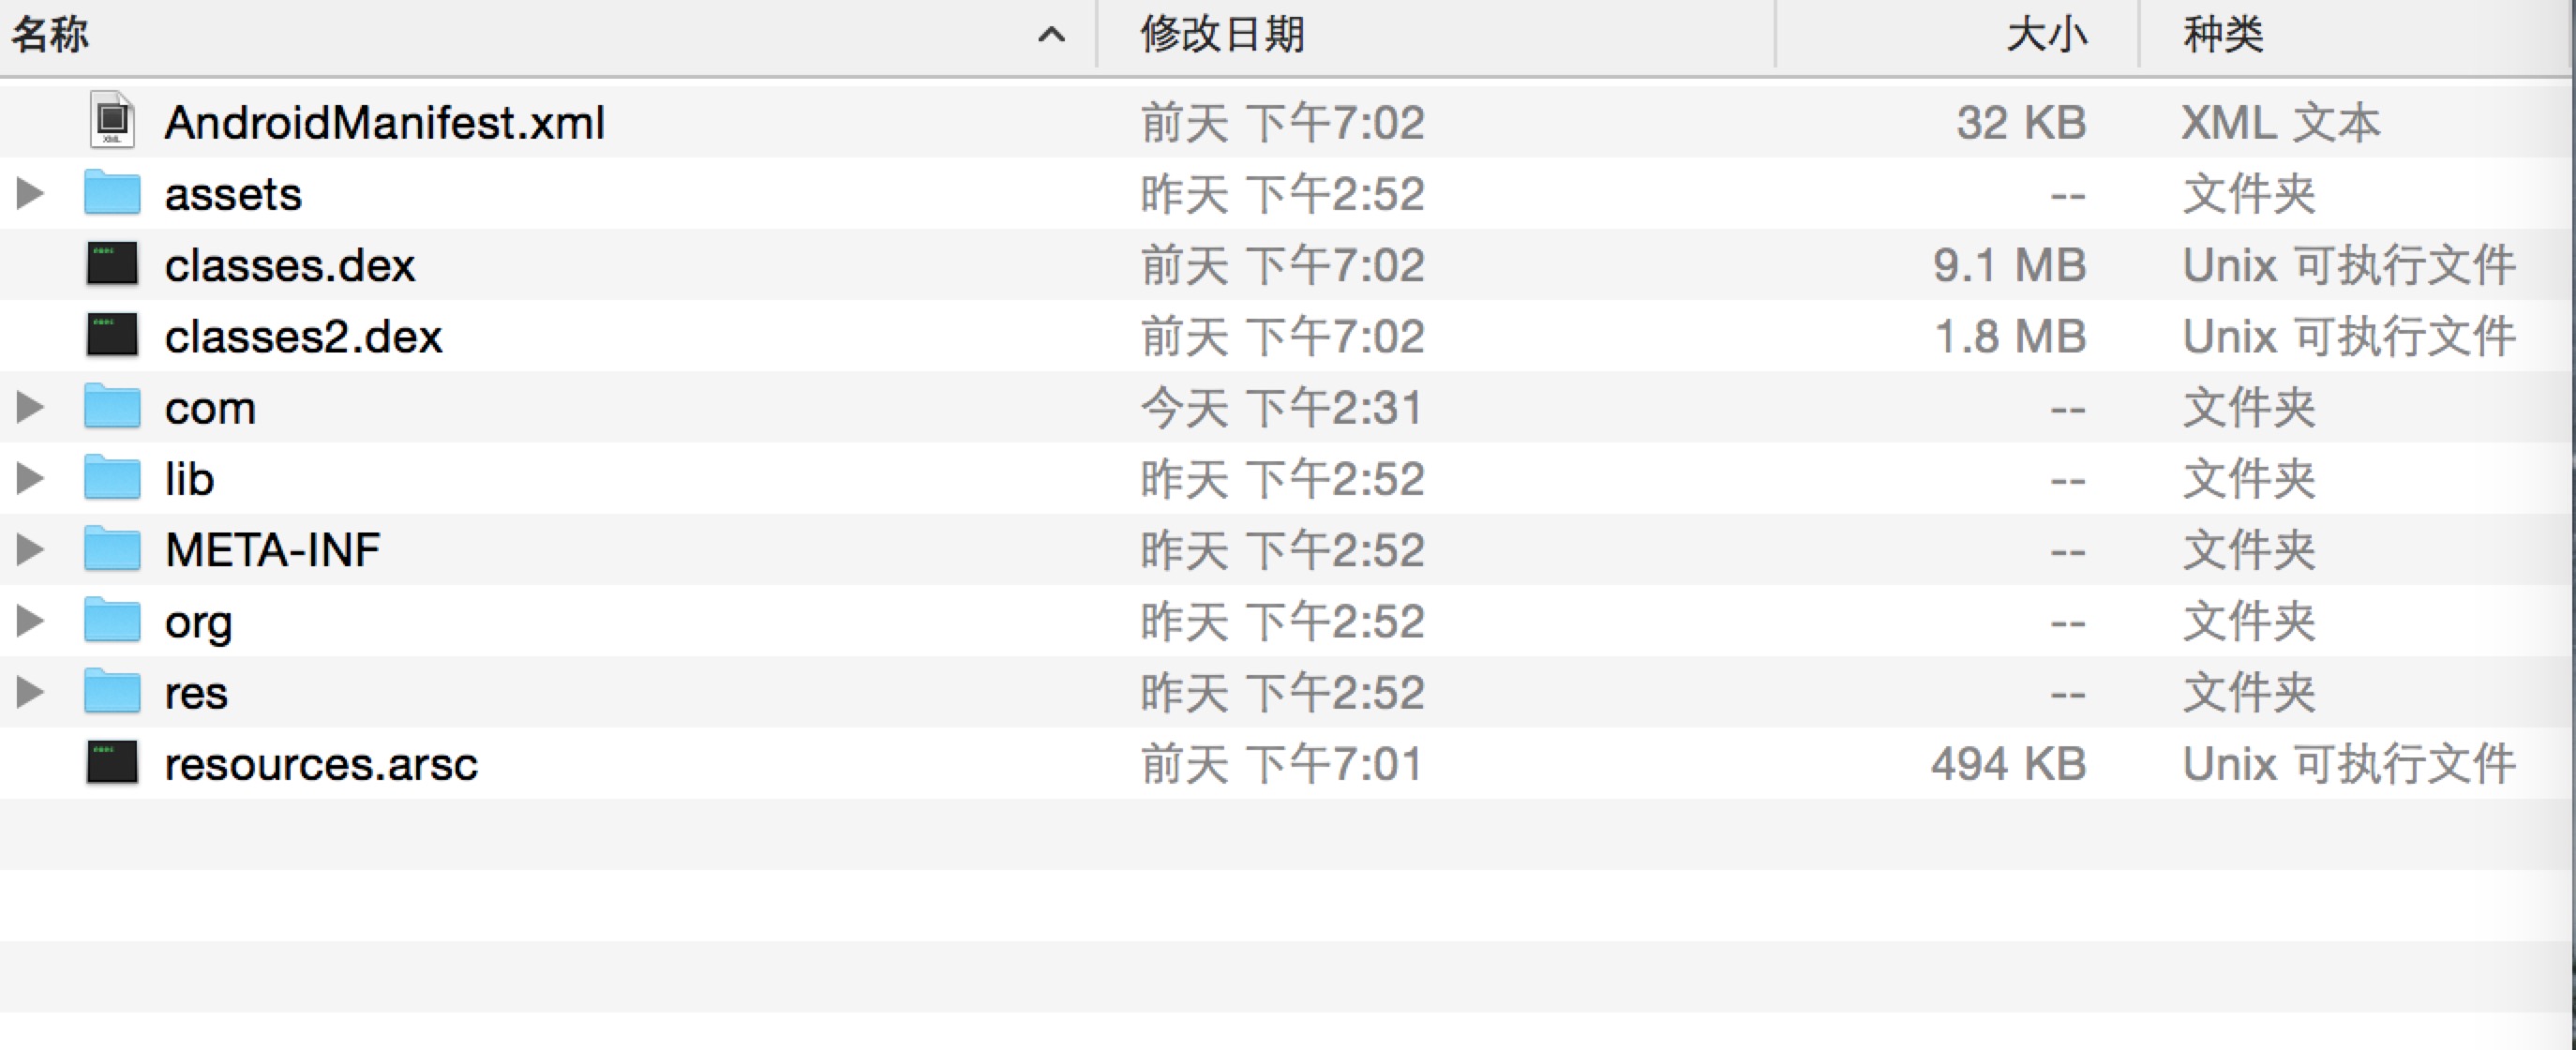 名称 修改日期 大小 种类
AndroidManifest.xml 前天 下午7:02 32 KB XML 文本
assets 昨天 下午2:52 -- 文件夹
classes.dex 前天 下午7:02 9.1 MB Unix 可执行文件
classes2.dex 前天 下午7:02 1.8 MB Unix 可执行文件
com 今天 下午2:31 -- 文件夹
lib 昨天 下午2:52 -- 文件夹
META-INF 昨天 下午2:52 -- 文件夹
org 昨天 下午2:52 -- 文件夹
res 昨天 下午2:52 -- 文件夹
resources.arsc 前天 下午7:01 494 KB Unix 可执行文件